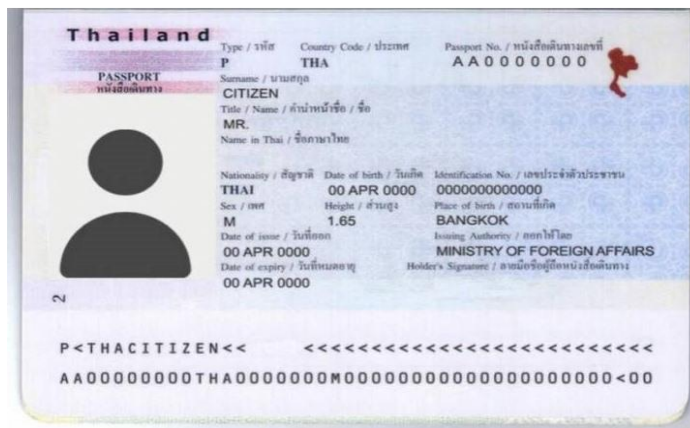 Thailand
PASSPORT
หนังสือเดินทาง
Type / รหัส Country Code / ประเทศ Passport No. / หนังสือเดินทางเลขที่
P THA AA0000000
Surname / นามสกุล
CITIZEN
Title / Name / คำนำหน้าชื่อ / ชื่อ
MR.
Name in Thai / ชื่อภาษาไทย
Nationality / สัญชาติ Date of birth / วันเกิด Identification No. / เลขประจำตัวประชาชน
THAI 00 APR 0000 0000000000000
Sex / เพศ Height / ส่วนสูง Place of birth / สถานที่เกิด
M 1.65 BANGKOK
Date of issue / วันที่ออก Issuing Authority / ออกให้โดย
00 APR 0000 MINISTRY OF FOREIGN AFFAIRS
Date of expiry / วันที่หมดอายุ Holder's Signature / ลายมือชื่อผู้ถือหนังสือเดินทาง
00 APR 0000
2
P<THACITIZEN<< <<<<<<<<<<<<<<<<<<<<<<<<<<
AA00000000THA0000000M0000000000000000000000<00